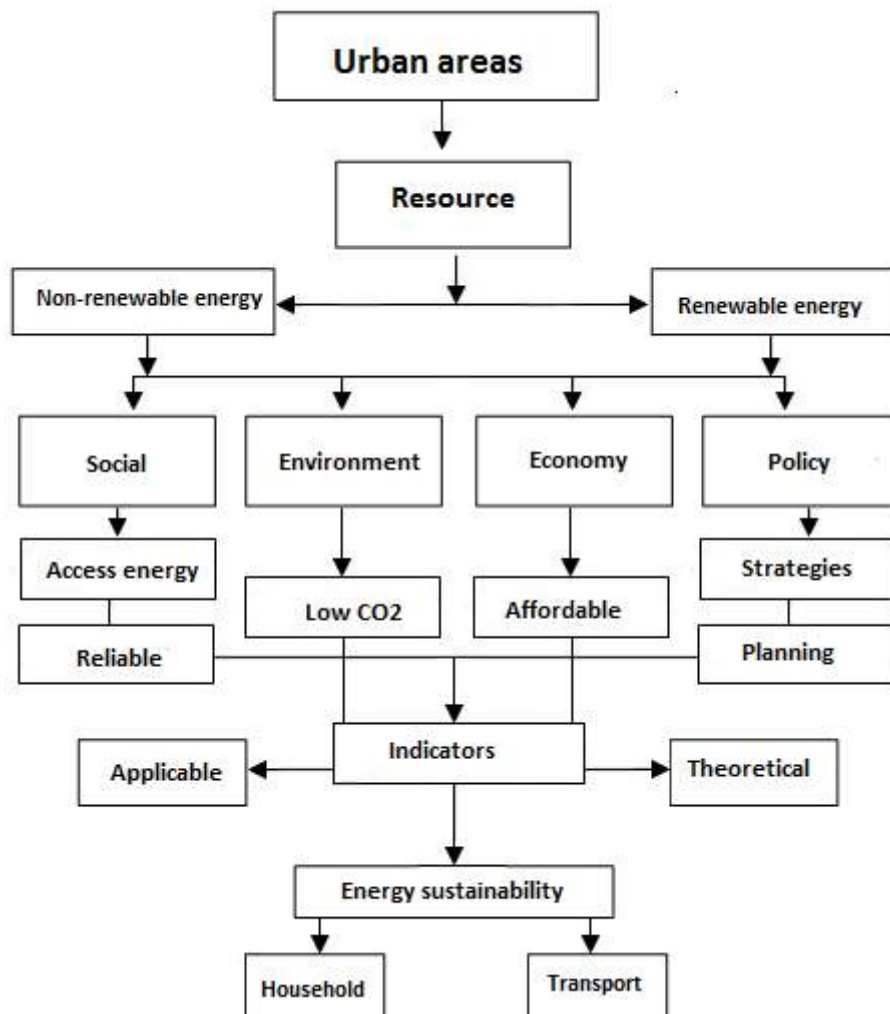 Urban areas
Resource
Non-renewable energy
Renewable energy
Social
Environment
Economy
Policy
Access energy
Strategies
Low CO2
Affordable
Reliable
Planning
Indicators
Applicable
Theoretical
Energy sustainability
Household
Transport